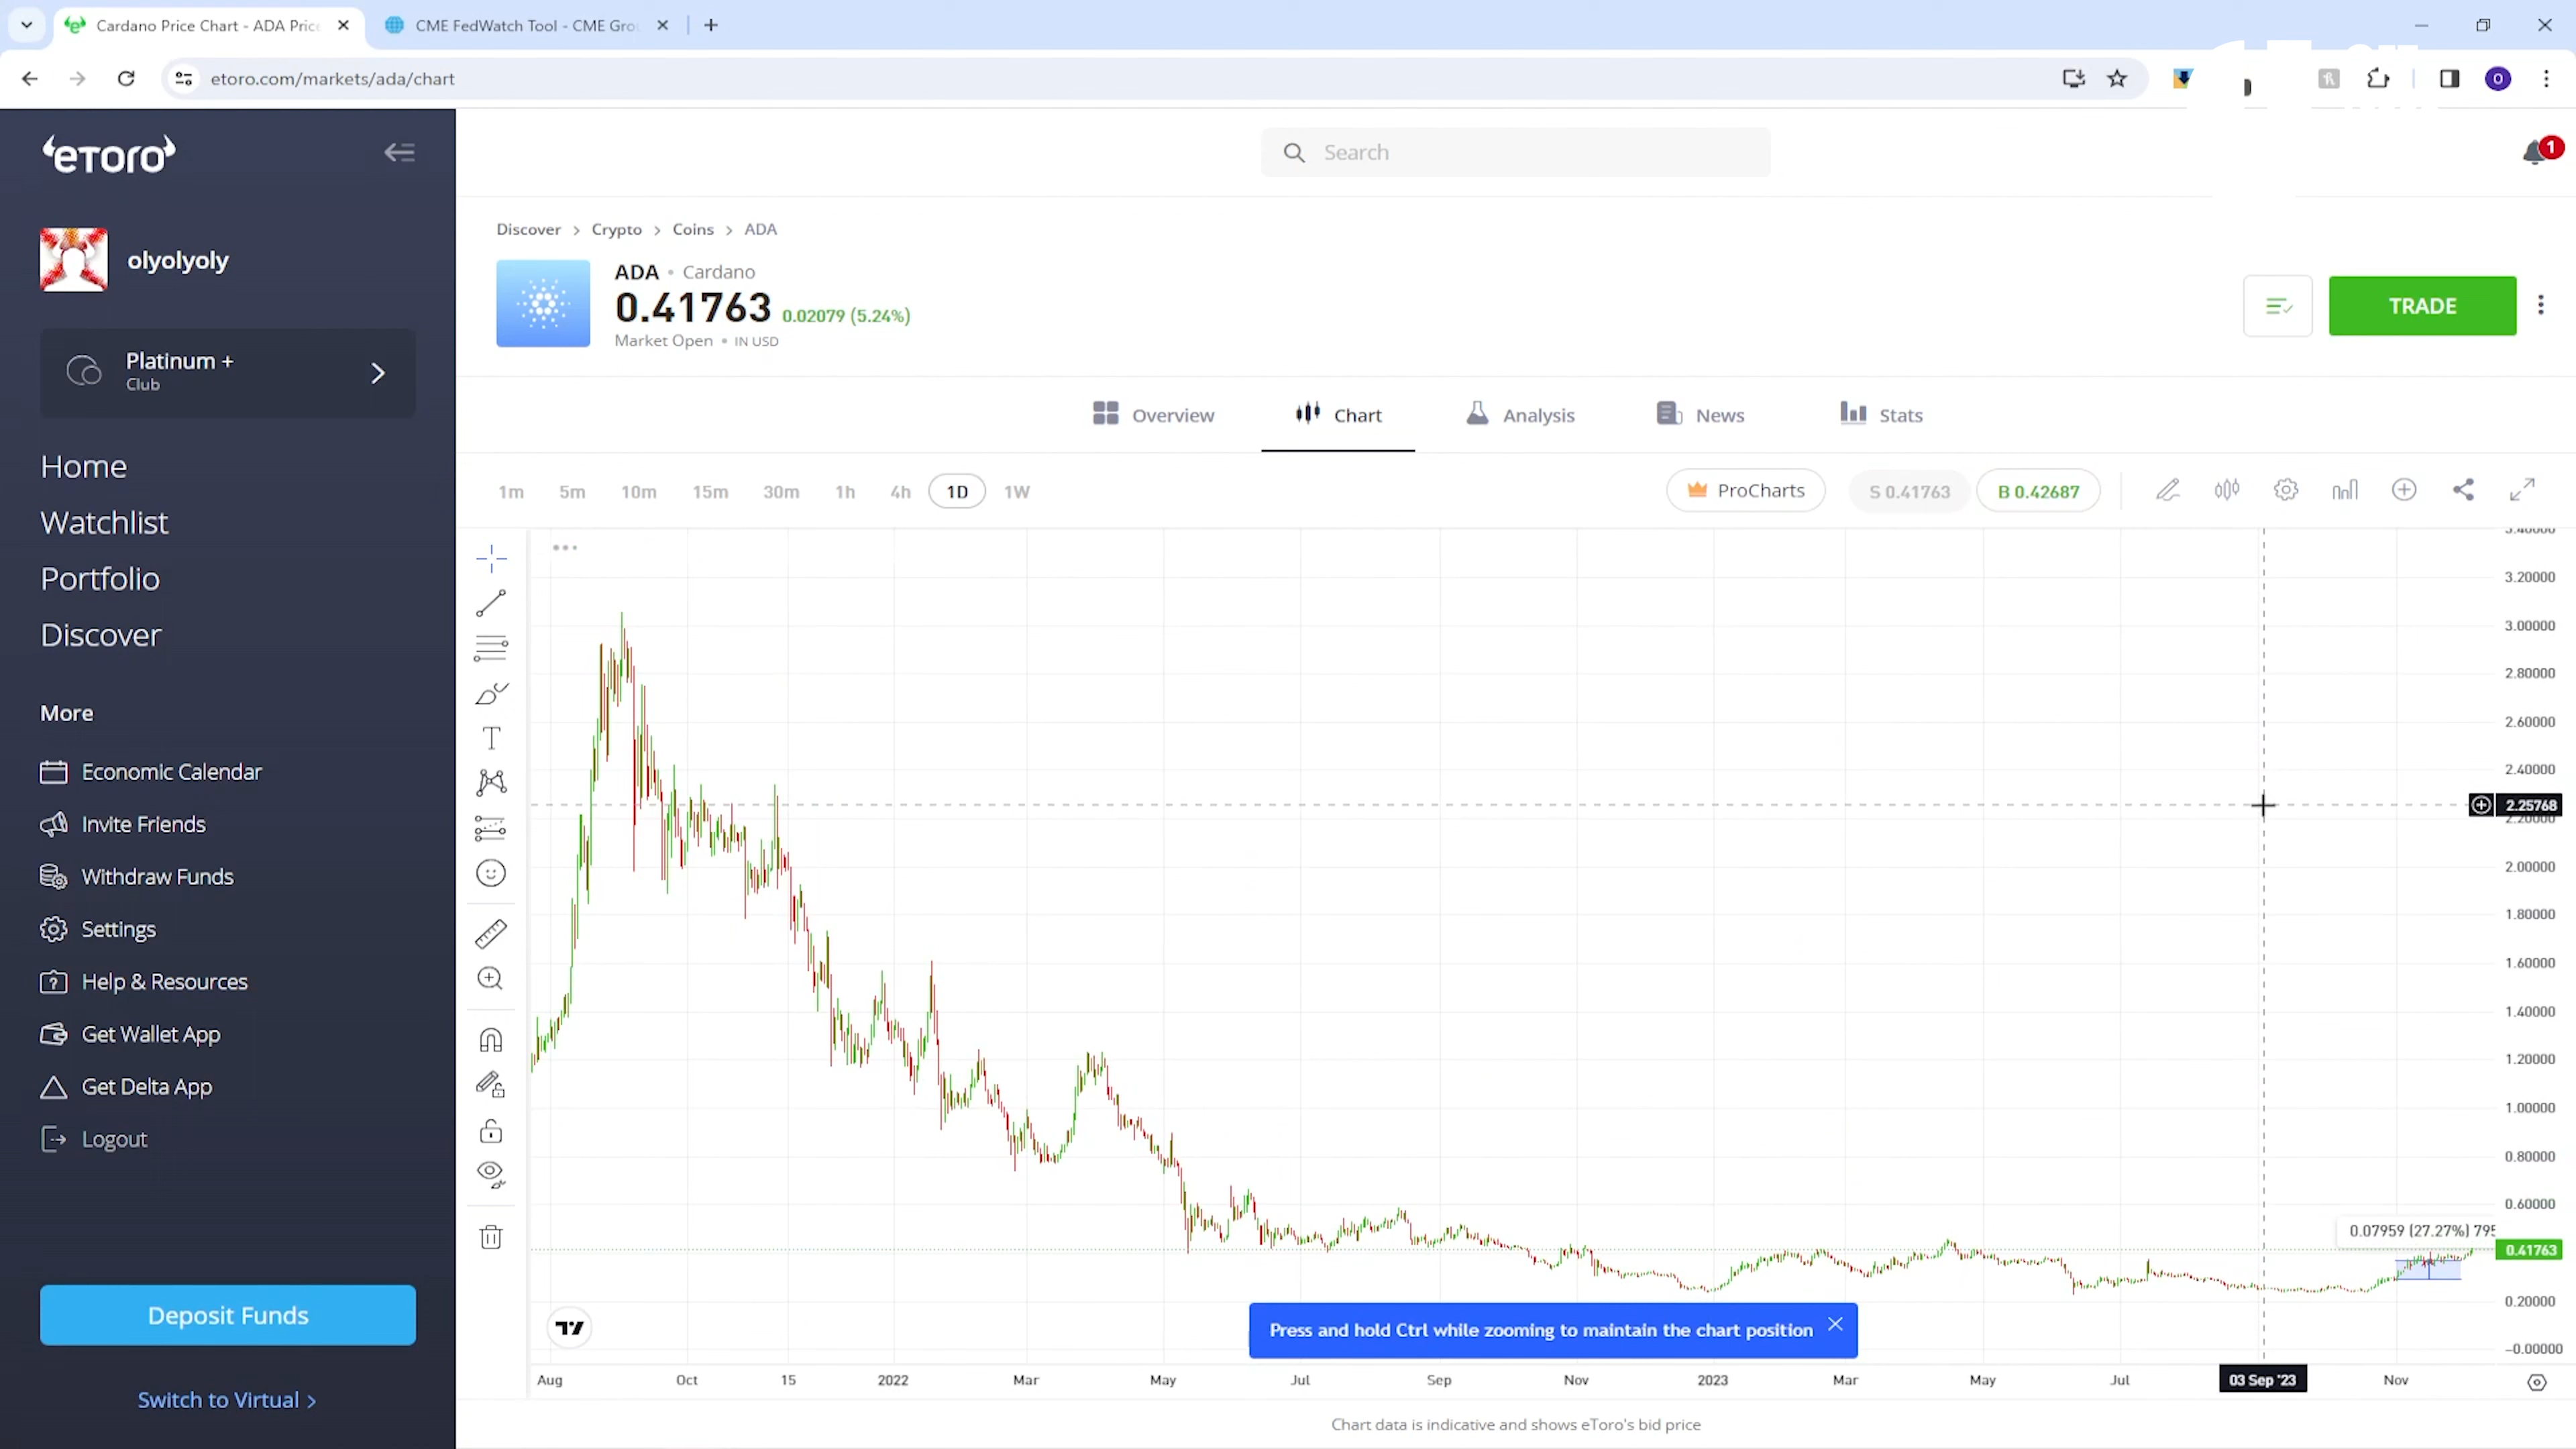 Cardano Price Chart - ADA Pric
CME FedWatch Tool - CME Gro
etoro.com/markets/ada/chart
O
eToro
Search
1
olyolyoly
Platinum +
Club
Home
Watchlist
Portfolio
Discover
More
Economic Calendar
Invite Friends
Withdraw Funds
Settings
Help & Resources
Get Wallet App
Get Delta App
Logout
Deposit Funds
Switch to Virtual >
Discover > Crypto > Coins > ADA
ADA • Cardano
0.41763 0.02079 (5.24%)
Market Open • IN USD
TRADE
Overview Chart Analysis News Stats
1m 5m 10m 15m 30m 1h 4h 1D 1W
ProCharts S 0.41763 B 0.42687
3.40000
3.20000
3.00000
2.80000
2.60000
2.40000
2.25768
2.20000
2.00000
1.80000
1.60000
1.40000
1.20000
1.00000
0.80000
0.60000
0.07959 (27.27%) 795
0.41763
0.20000
−0.00000
Press and hold Ctrl while zooming to maintain the chart position
Aug Oct 15 2022 Mar May Jul Sep Nov 2023 Mar May Jul 03 Sep '23 Nov
Chart data is indicative and shows eToro's bid price